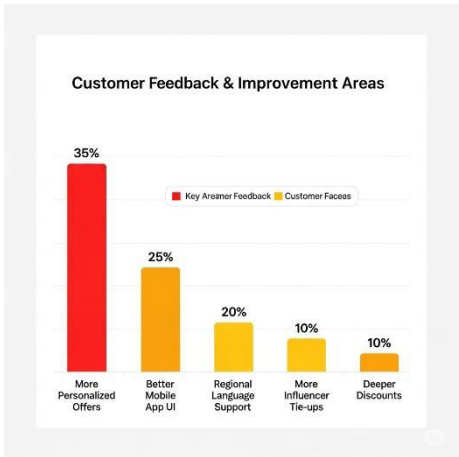 Customer Feedback & Improvement Areas
35%
Key Areaner Feedback Customer Faceas
25%
20%
10%
10%
More
Personalized
Offers
Better
Mobile
App UI
Regional
Language
Support
More
Influencer
Tie-ups
Deeper
Discounts